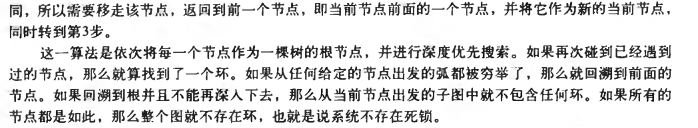 同，所以需要移走该节点，返回到前一个节点，即当前节点前面的一个节点，并将它作为新的当前节点，
同时转到第3步。
这一算法是依次将每一个节点作为一棵树的根节点，并进行深度优先搜索。如果再次碰到已经遇到
过的节点，那么就算找到了一个环。如果从任何给定的节点出发的弧都被穷举了，那么就回溯到前面的
节点。如果回溯到根并且不能再深入下去，那么从当前节点出发的子图中就不包含任何环。如果所有的
节点都是如此，那么整个图就不存在环，也就是说系统不存在死锁。